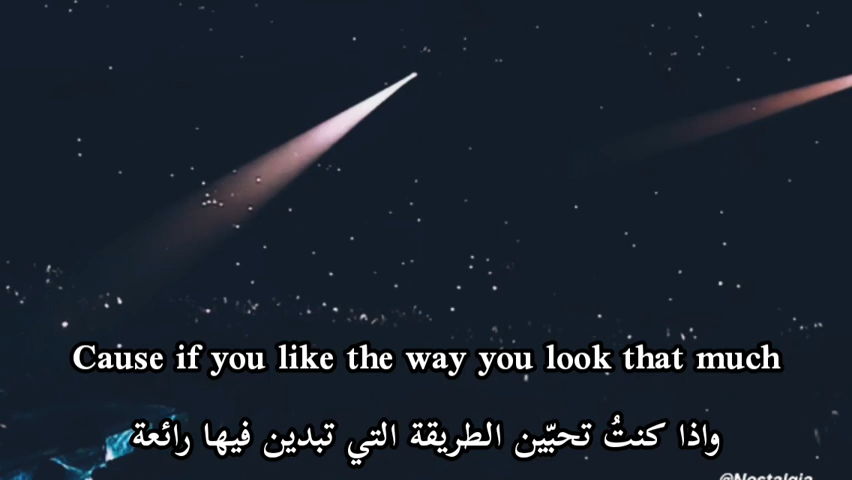 Cause if you like the way you look that much
واذا كنتُ تحبّين الطريقة التي تبدين فيها رائعة
@Nostalgia